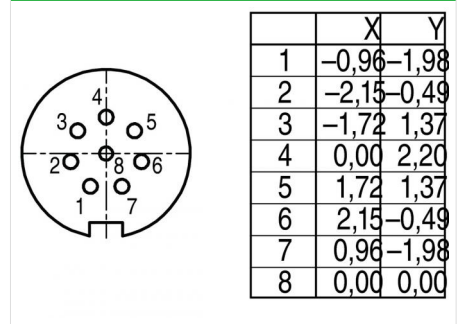 X Y
1 –0,96 –1,98
2 –2,15 –0,49
3 –1,72 1,37
4 0,00 2,20
5 1,72 1,37
6 2,15 –0,49
7 0,96 –1,98
8 0,00 0,00
4
3 5
2 8 6
1 7